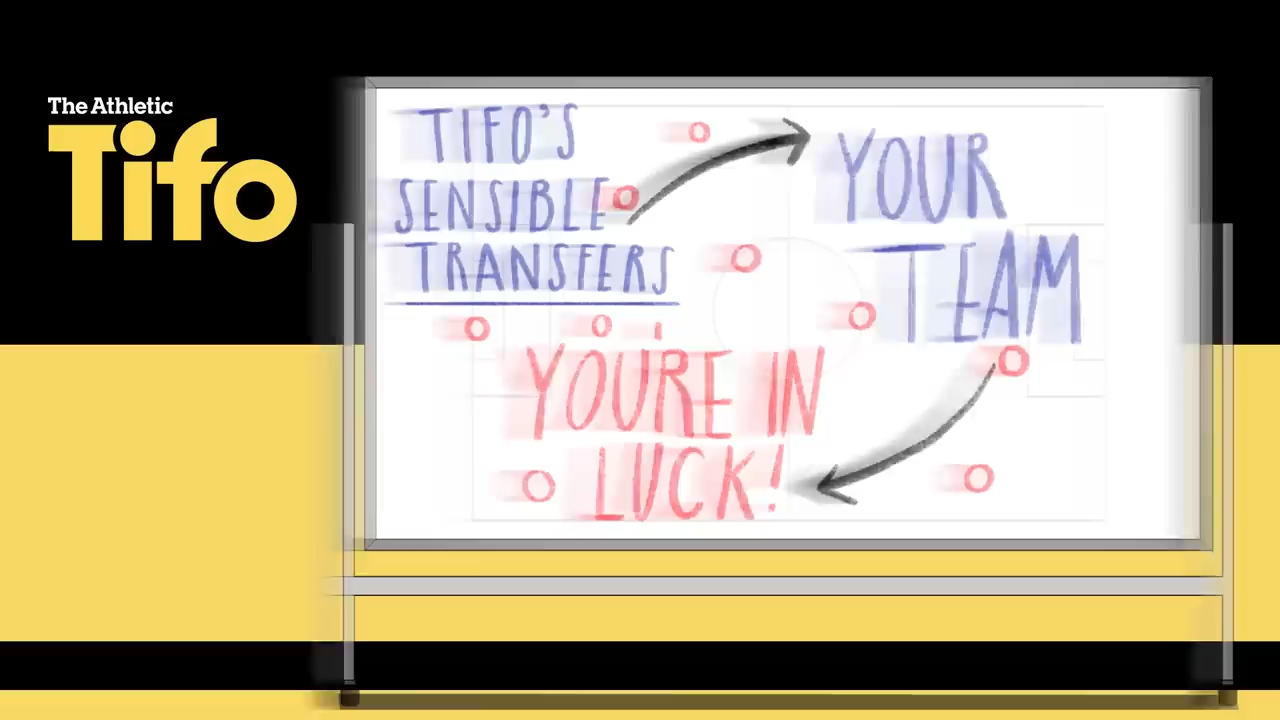 The Athletic
Tifo
TIFO'S
SENSIBLE
TRANSFERS
YOUR
TEAM
YOU'RE IN
LUCK!